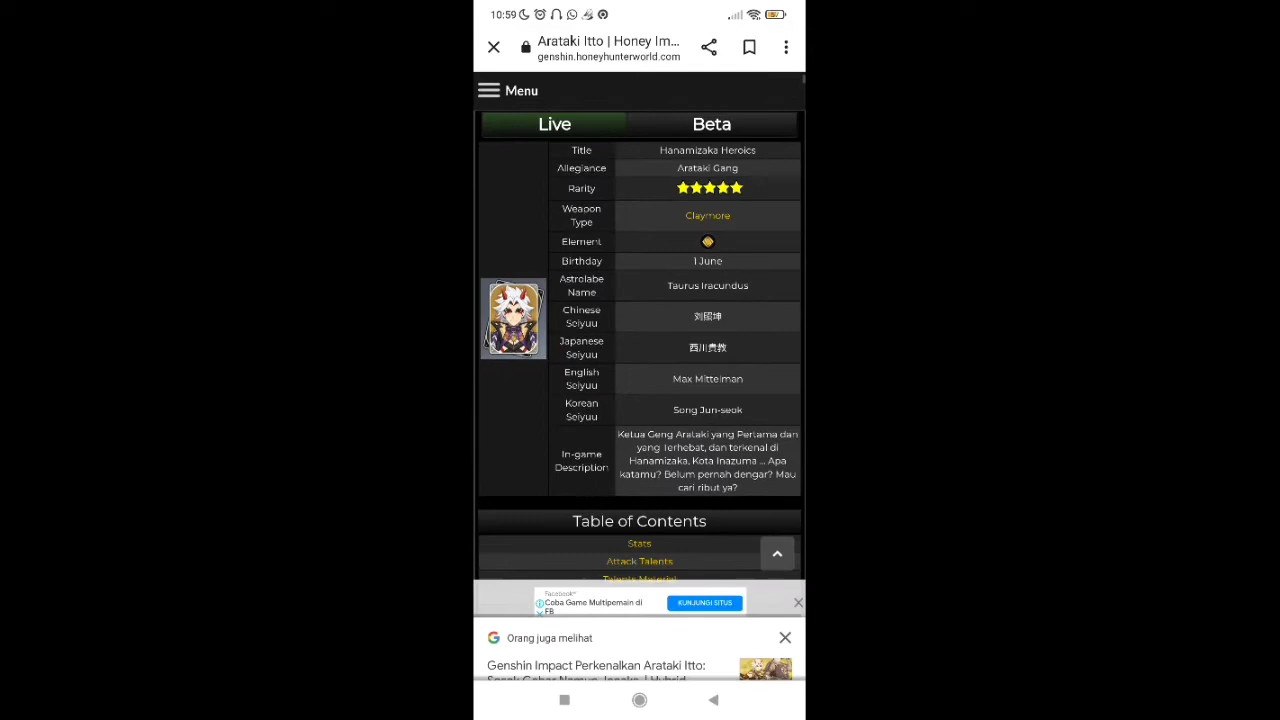 10:59
57
Arataki Itto | Honey Im...
genshin.honeyhunterworld.com
Menu
Live
Beta
Title
Hanamizaka Heroics
Allegiance
Arataki Gang
Rarity
Weapon
Type
Claymore
Element
Birthday
1 June
Astrolabe
Name
Taurus Iracundus
Chinese
Seiyuu
刘照坤
Japanese
Seiyuu
西川贵教
English
Seiyuu
Max Mittelman
Korean
Seiyuu
Song Jun-seok
In-game
Description
Ketua Geng Arataki yang Pertama dan
yang Terhebat, dan terkenal di
Hanamizaka, Kota Inazuma ... Apa
katamu? Belum pernah dengar? Mau
cari ribut ya?
Table of Contents
Stats
Attack Talents
Talents Material
Facebook
Coba Game Multipemain di
FB
KUNJUNGI SITUS
Orang juga melihat
Genshin Impact Perkenalkan Arataki Itto: